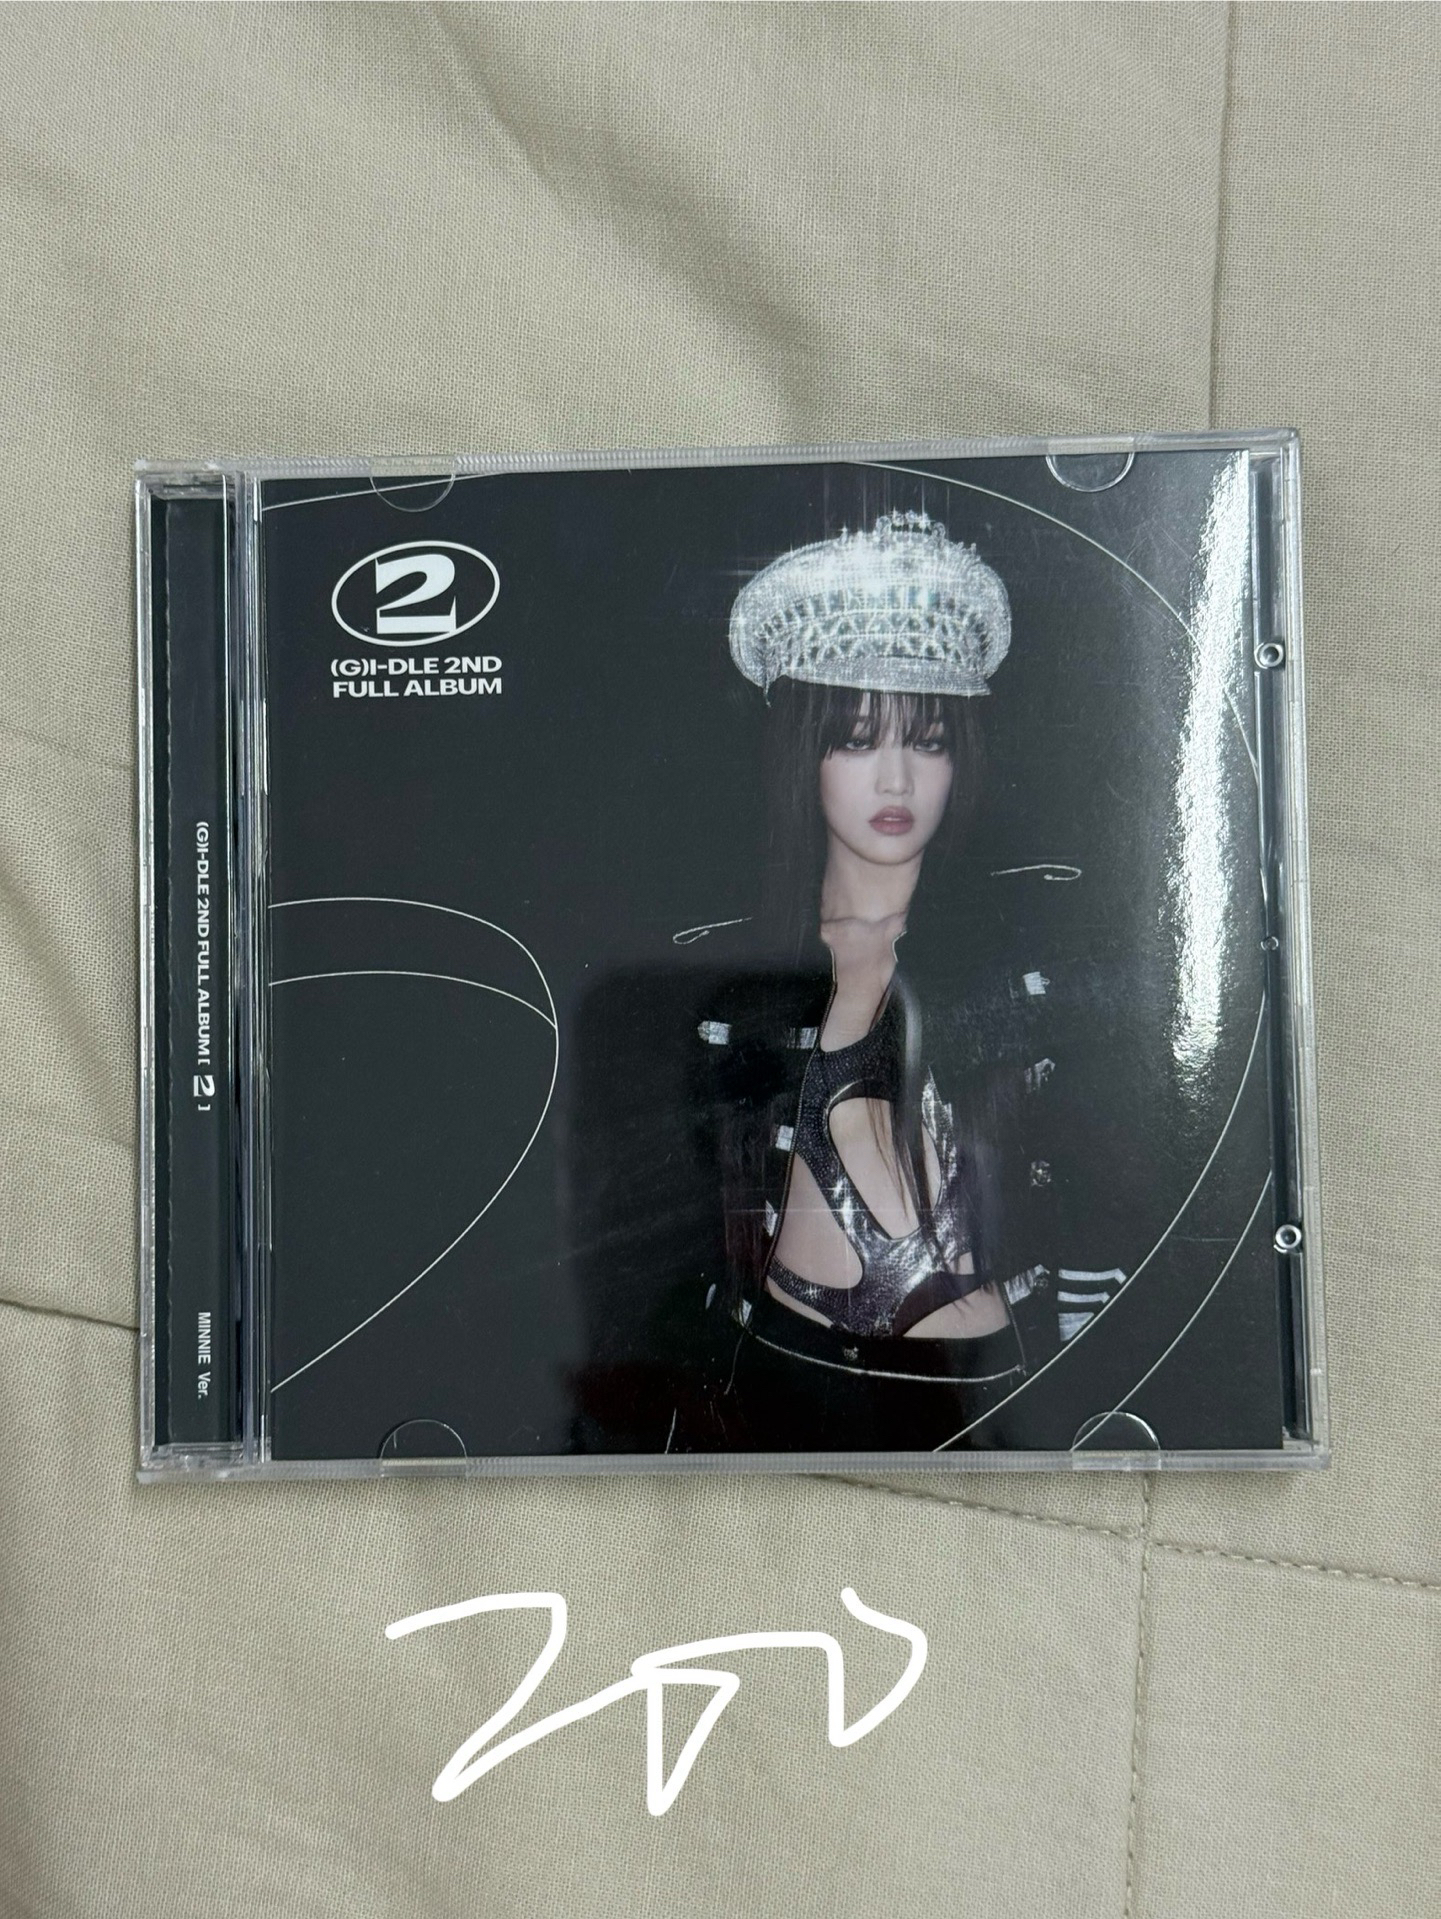 2
(G)I-DLE 2ND
FULL ALBUM
(G)I-DLE 2ND FULL ALBUM [ 2 ]
MINNIE Ver.
200